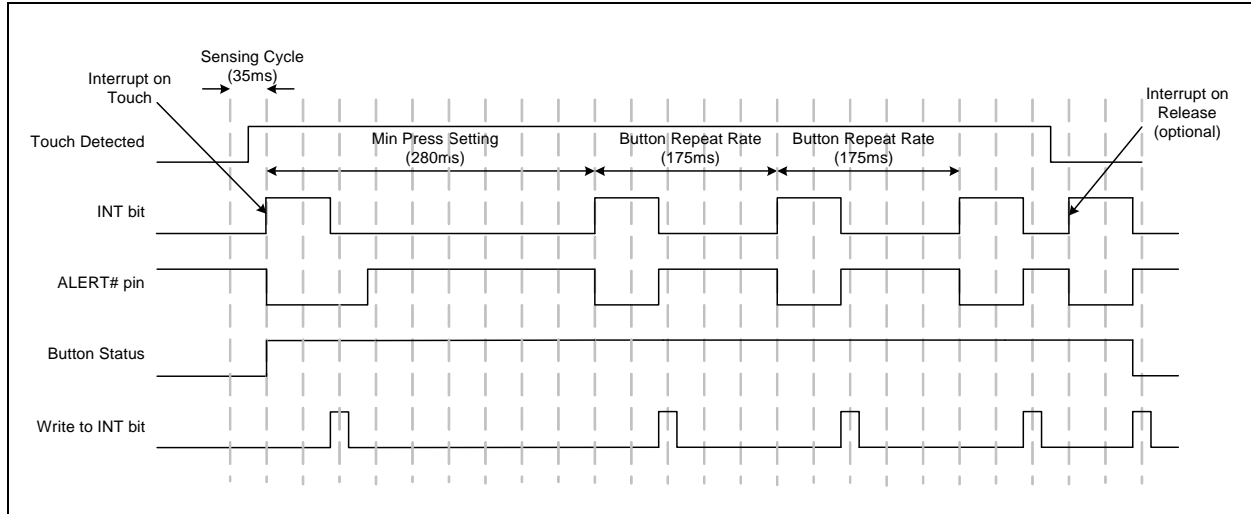 Sensing Cycle
(35ms)
Interrupt on
Touch
Interrupt on
Release
(optional)
Touch Detected
Min Press Setting
(280ms)
Button Repeat Rate
(175ms)
Button Repeat Rate
(175ms)
INT bit
ALERT# pin
Button Status
Write to INT bit